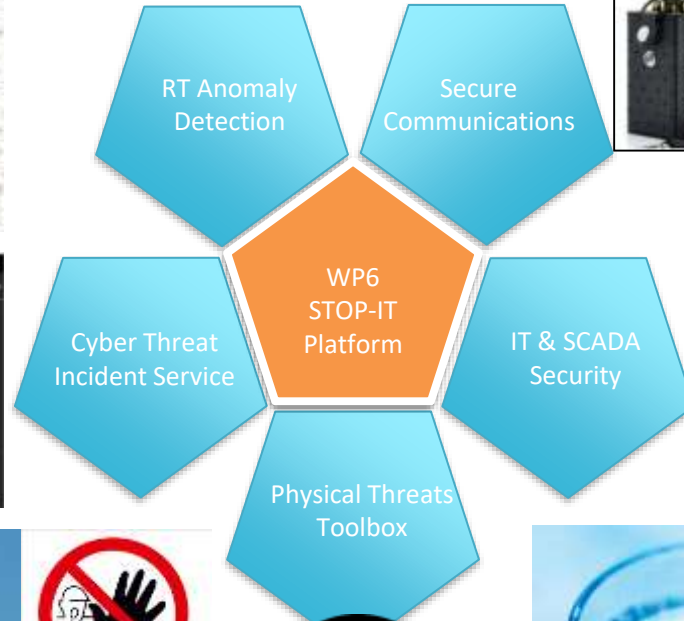 RT Anomaly
Detection
Secure
Communications
WP6
STOP-IT
Platform
Cyber Threat
Incident Service
IT & SCADA
Security
Physical Threats
Toolbox